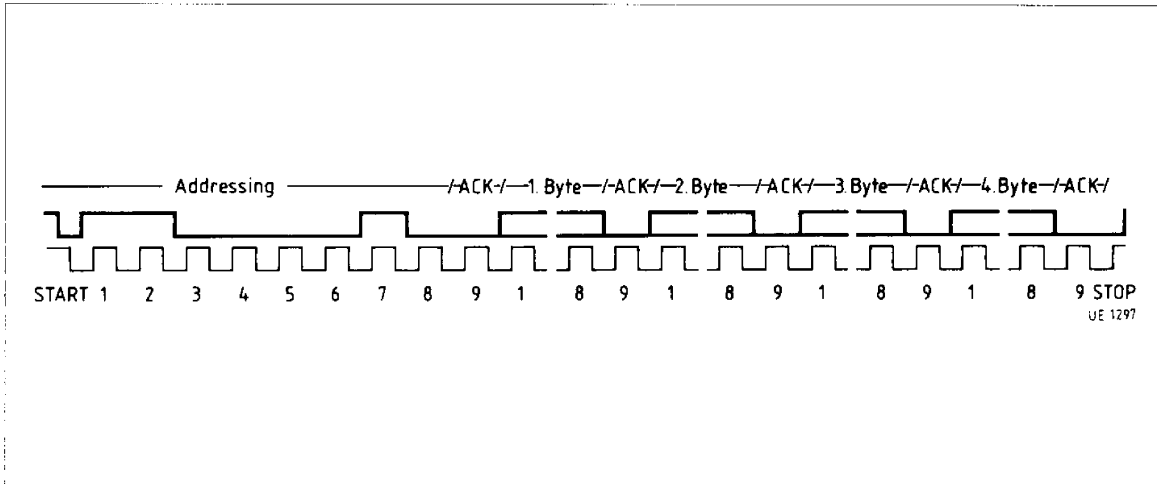 Addressing /-ACK-/-1. Byte-/-ACK-/-2. Byte-/-ACK-/-3. Byte-/-ACK-/-4. Byte-/-ACK-/
START 1 2 3 4 5 6 7 8 9 1 8 9 1 8 9 1 8 9 1 8 9 STOP
UE 1297